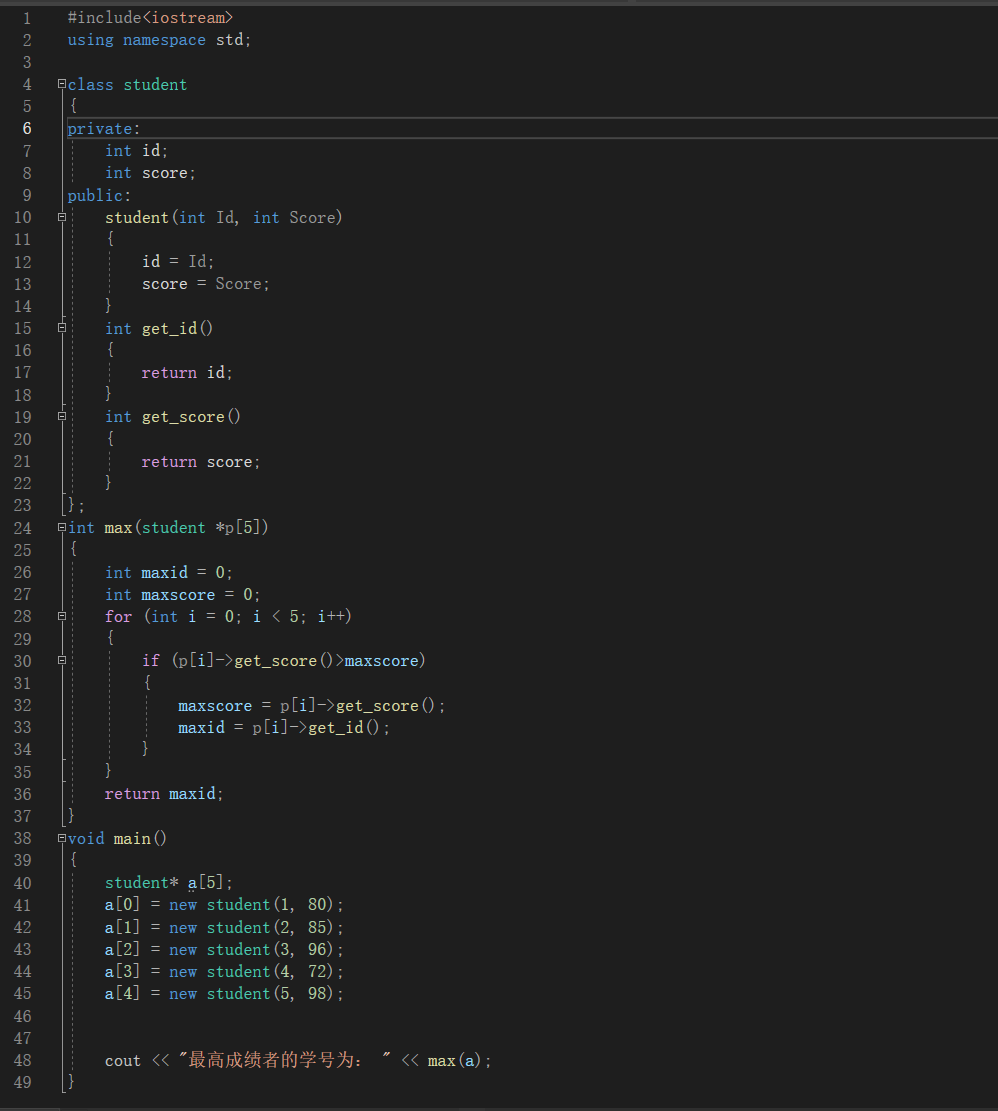 1 #include<iostream>
2 using namespace std;
3
4 class student
5 {
6 private:
7 int id;
8 int score;
9 public:
10 student(int Id, int Score)
11 {
12 id = Id;
13 score = Score;
14 }
15 int get_id()
16 {
17 return id;
18 }
19 int get_score()
20 {
21 return score;
22 }
23 };
24 int max(student *p[5])
25 {
26 int maxid = 0;
27 int maxscore = 0;
28 for (int i = 0; i < 5; i++)
29 {
30 if (p[i]->get_score()>maxscore)
31 {
32 maxscore = p[i]->get_score();
33 maxid = p[i]->get_id();
34 }
35 }
36 return maxid;
37 }
38 void main()
39 {
40 student* a[5];
41 a[0] = new student(1, 80);
42 a[1] = new student(2, 85);
43 a[2] = new student(3, 96);
44 a[3] = new student(4, 72);
45 a[4] = new student(5, 98);
46
47
48 cout << "最高成绩者的学号为： " << max(a);
49 }